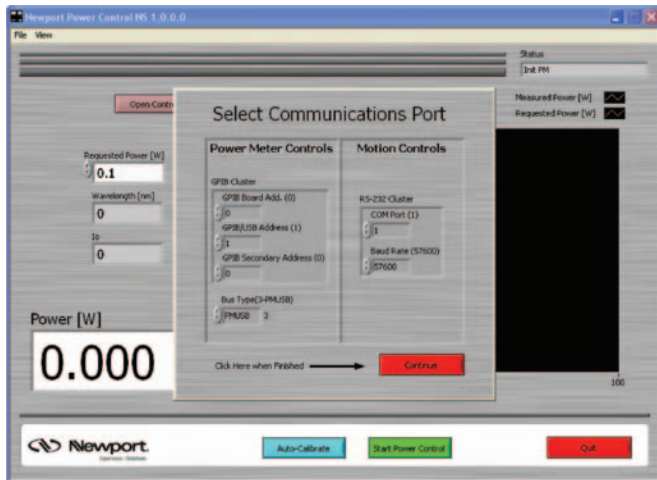 Newport Power Control NS 1.0.0.0
File View
Status
Init PM
Open Contr
Measured Power [W]
Requested Power [W]
Select Communications Port
Power Meter Controls
Motion Controls
Requested Power [W]
0.1
Wavelength [nm]
0
Io
0
GPIB Cluster
GPIB Board Add. (0)
0
GPIB/USB Address (1)
1
GPIB Secondary Address (0)
0
Bus Type(3-PMUSB)
PMUSB 3
RS-232 Cluster
COM Port (1)
1
Baud Rate (57600)
57600
Power [W]
0.000
Click Here when Finished
Continue
100
Newport.
Auto-Calibrate
Start Power Control
Quit